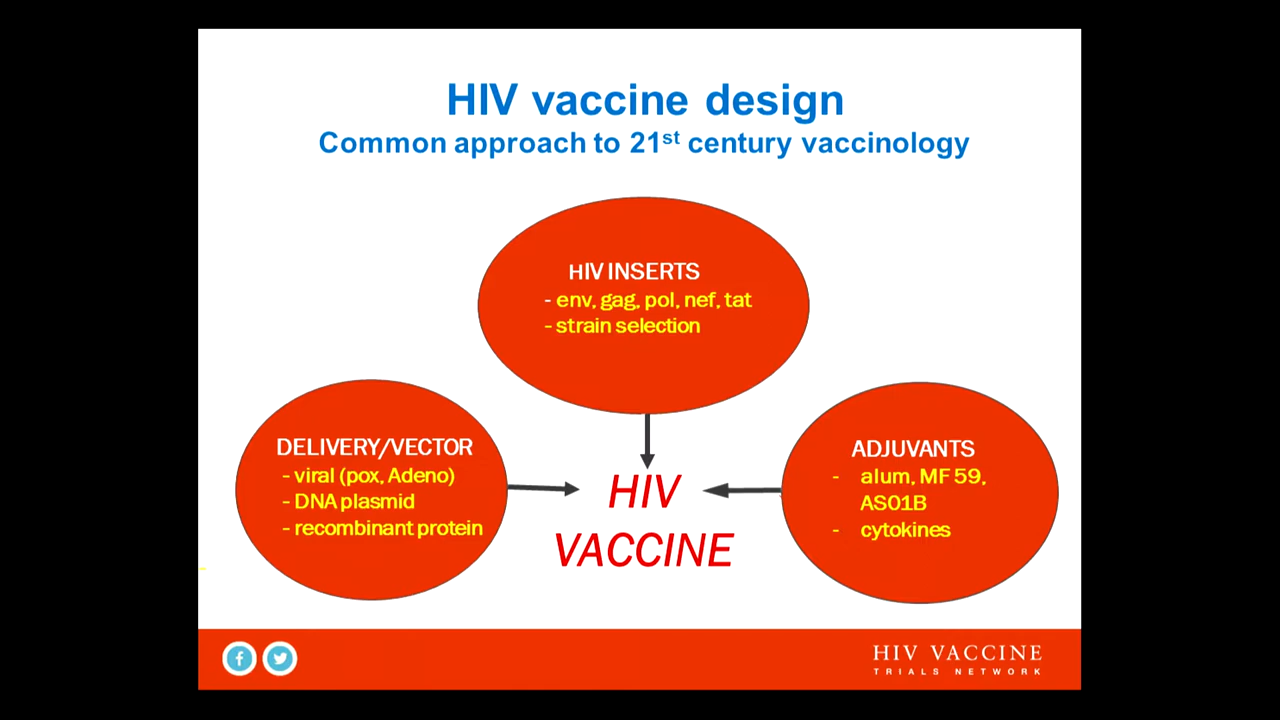 HIV vaccine design
Common approach to 21st century vaccinology
HIV INSERTS
- env, gag, pol, nef, tat
- strain selection
DELIVERY/VECTOR
- viral (pox, Adeno)
- DNA plasmid
- recombinant protein
ADJUVANTS
- alum, MF 59,
AS01B
- cytokines
HIV
VACCINE
HIV VACCINE
TRIALS NETWORK